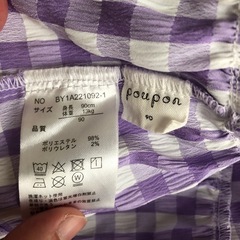 NO BY1A221092-1
サイズ 身長 90cm
体重 13kg
90
品質
ポリエステル 98%
ポリウレタン 2%
poupon
90